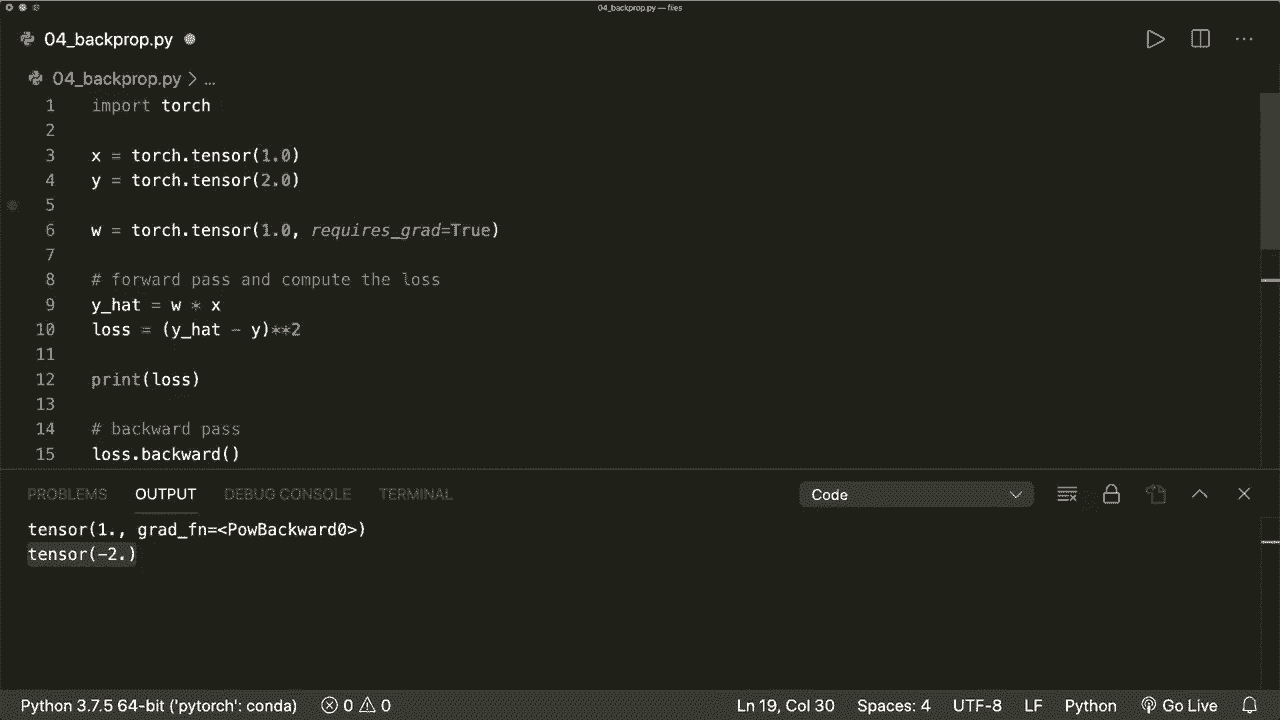 04_backprop.py — files
04_backprop.py
04_backprop.py > ...
1 import torch
2
3 x = torch.tensor(1.0)
4 y = torch.tensor(2.0)
5
6 w = torch.tensor(1.0, requires_grad=True)
7
8 # forward pass and compute the loss
9 y_hat = w * x
10 loss = (y_hat - y)**2
11
12 print(loss)
13
14 # backward pass
15 loss.backward()
PROBLEMS OUTPUT DEBUG CONSOLE TERMINAL Code
tensor(1., grad_fn=<PowBackward0>)
tensor(-2.)
Python 3.7.5 64-bit ('pytorch': conda) 0 0 Ln 19, Col 30 Spaces: 4 UTF-8 LF Python Go Live